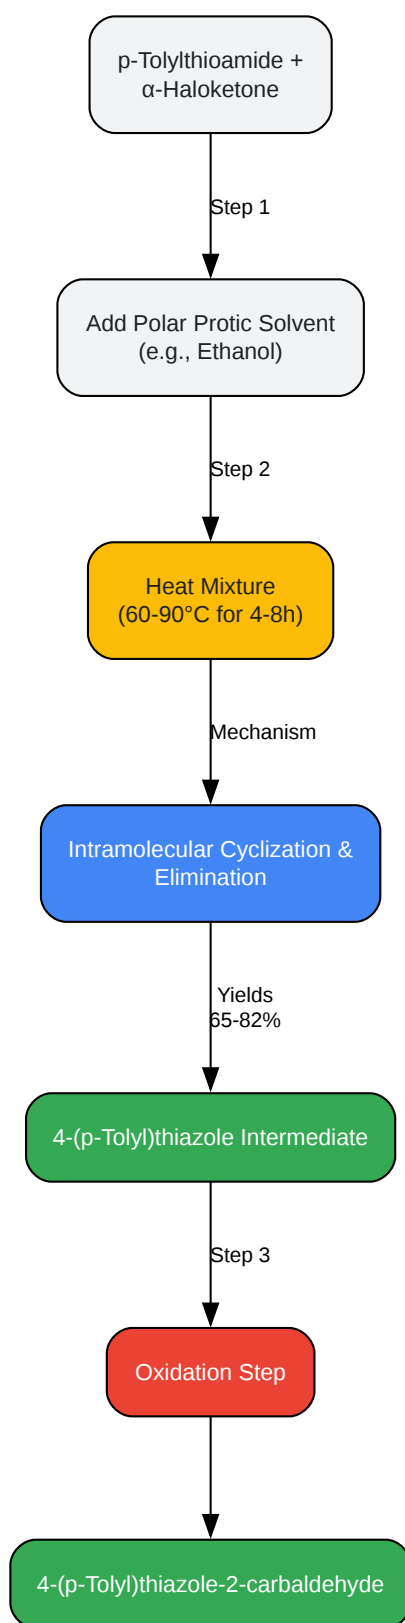 p-Tolylthioamide +
α-Haloketone
Step 1
Add Polar Protic Solvent
(e.g., Ethanol)
Step 2
Heat Mixture
(60-90°C for 4-8h)
Mechanism
Intramolecular Cyclization &
Elimination
Yields
65-82%
4-(p-Tolyl)thiazole Intermediate
Step 3
Oxidation Step
4-(p-Tolyl)thiazole-2-carbaldehyde